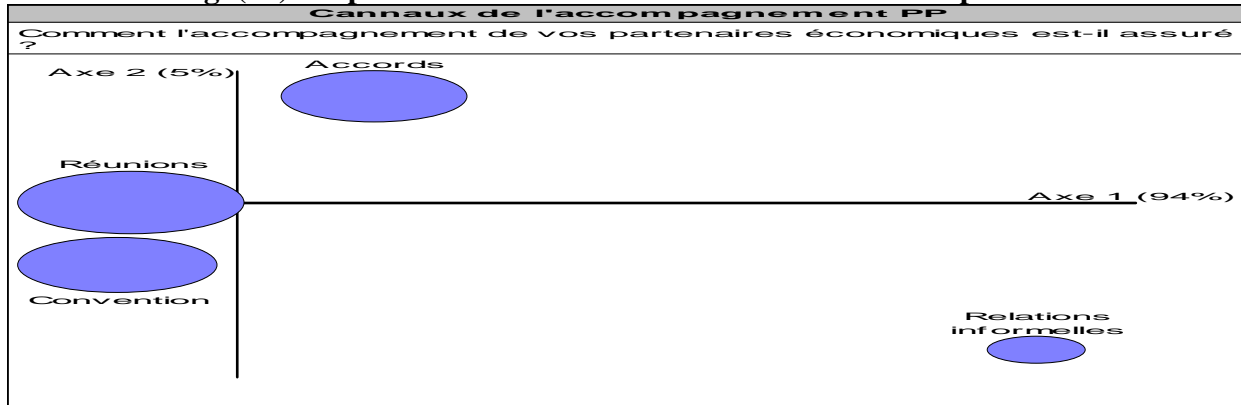 Cannaux de l'accompagnement PP
Comment l'accompagnement de vos partenaires économiques est-il assuré
?
Accords
Axe 2 (5%)
Réunions
Axe 1 (94%)
Convention
Relations
informelles